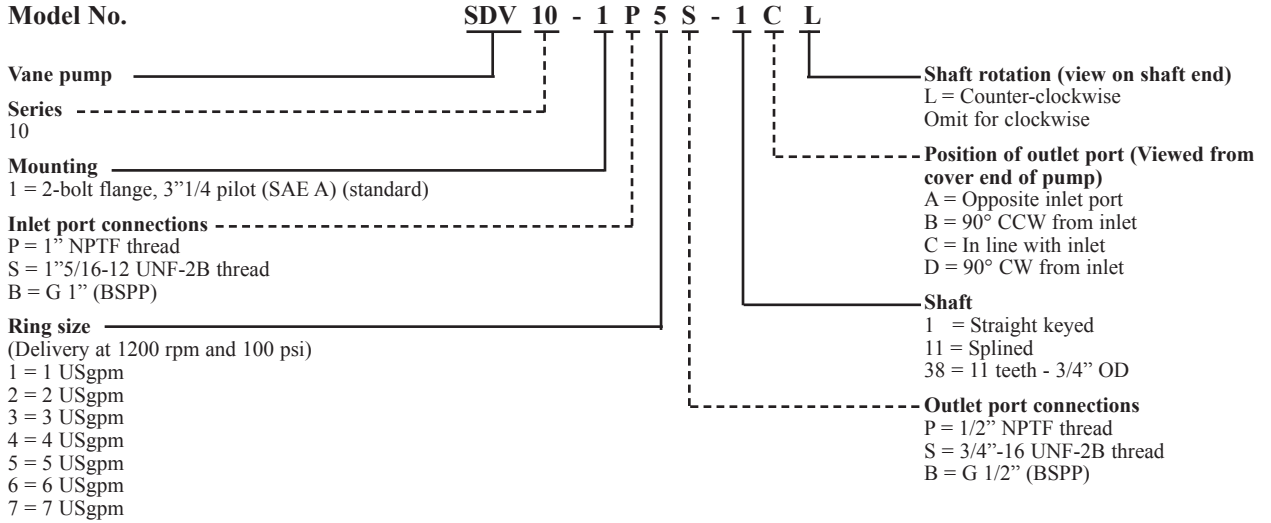 Model No.
SDV 10 - 1 P 5 S - 1 C L
Vane pump
Series
10
Mounting
1 = 2-bolt flange, 3”1/4 pilot (SAE A) (standard)
Inlet port connections
P = 1” NPTF thread
S = 1”5/16-12 UNF-2B thread
B = G 1” (BSPP)
Ring size
(Delivery at 1200 rpm and 100 psi)
1 = 1 USgpm
2 = 2 USgpm
3 = 3 USgpm
4 = 4 USgpm
5 = 5 USgpm
6 = 6 USgpm
7 = 7 USgpm
Shaft rotation (view on shaft end)
L = Counter-clockwise
Omit for clockwise
Position of outlet port (Viewed from
cover end of pump)
A = Opposite inlet port
B = 90° CCW from inlet
C = In line with inlet
D = 90° CW from inlet
Shaft
1 = Straight keyed
11 = Splined
38 = 11 teeth - 3/4” OD
Outlet port connections
P = 1/2” NPTF thread
S = 3/4”-16 UNF-2B thread
B = G 1/2” (BSPP)